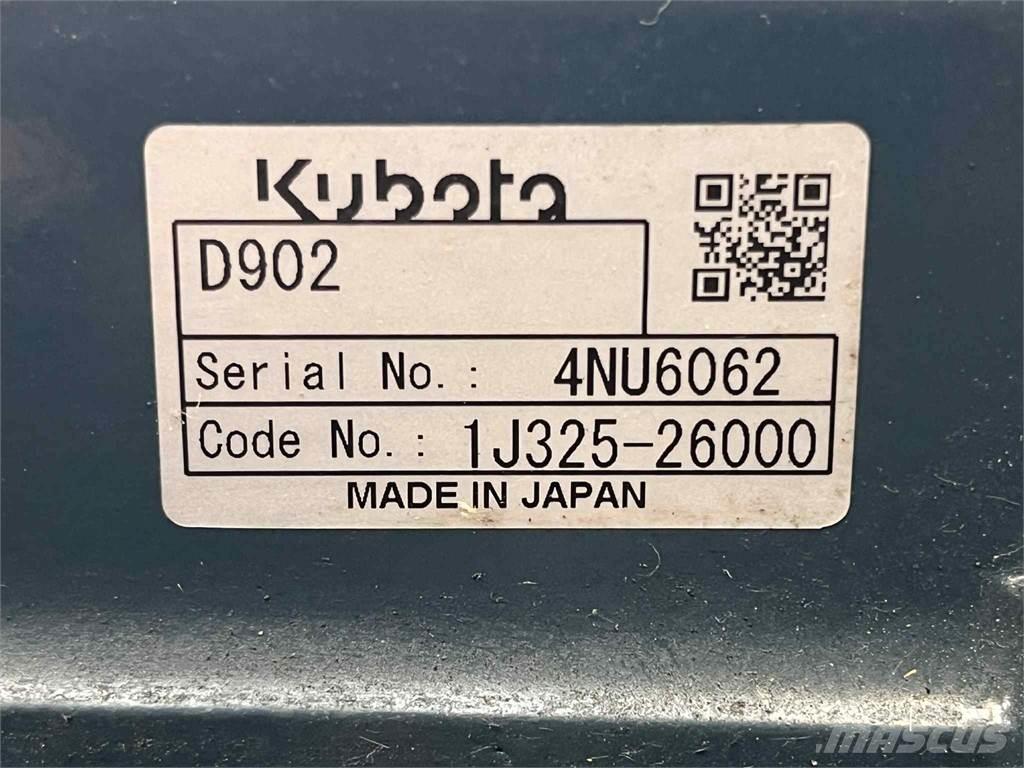 Kubota
D902
Serial No.: 4NU6062
Code No.: 1J325-26000
MADE IN JAPAN
MASCUS